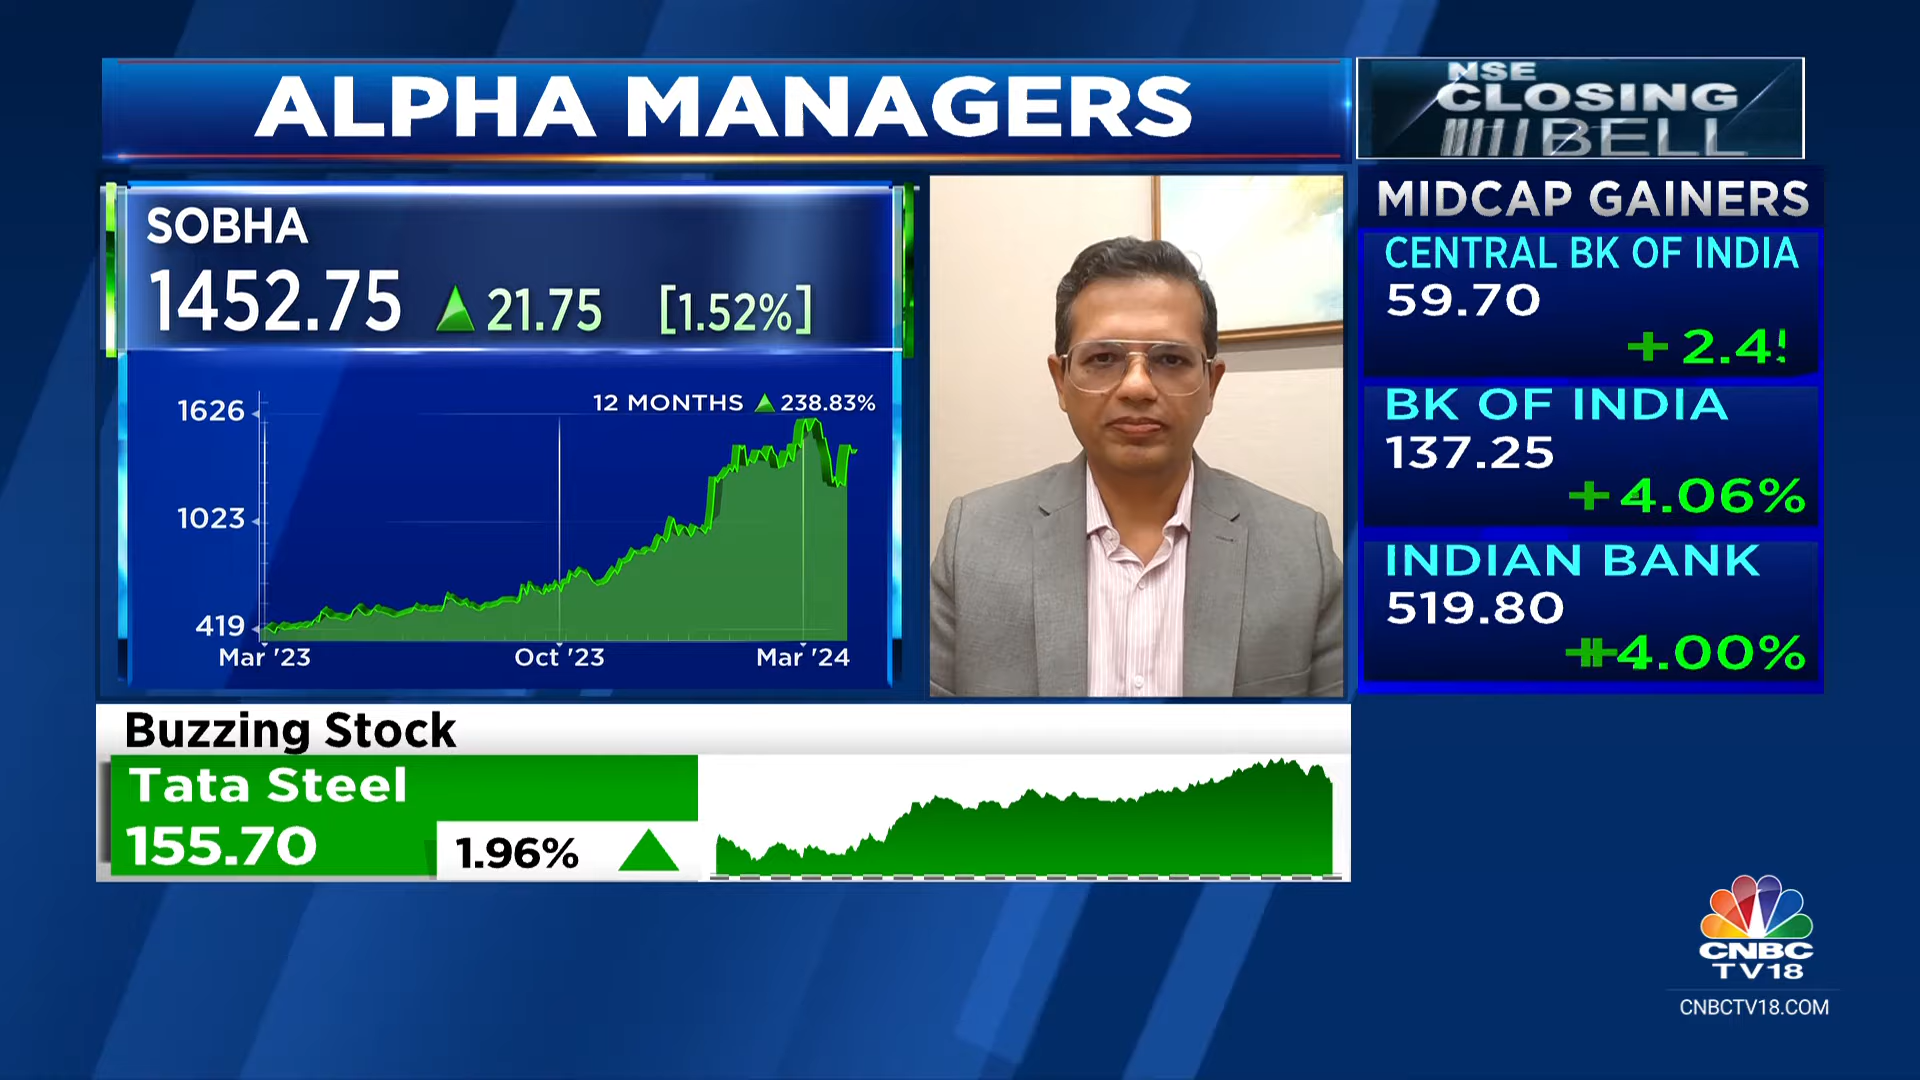 ALPHA MANAGERS
NSE
CLOSING
BELL
SOBHA
1452.75 ▲ 21.75 [1.52%]
12 MONTHS ▲ 238.83%
1626
1023
419
Mar '23 Oct '23 Mar '24
MIDCAP GAINERS
CENTRAL BK OF INDIA
59.70
BK OF INDIA
137.25
+4.06%
INDIAN BANK
519.80
4.00%
Buzzing Stock
Tata Steel
155.70
1.96% ▲
CNBC
TV18
CNBCTV18.COM